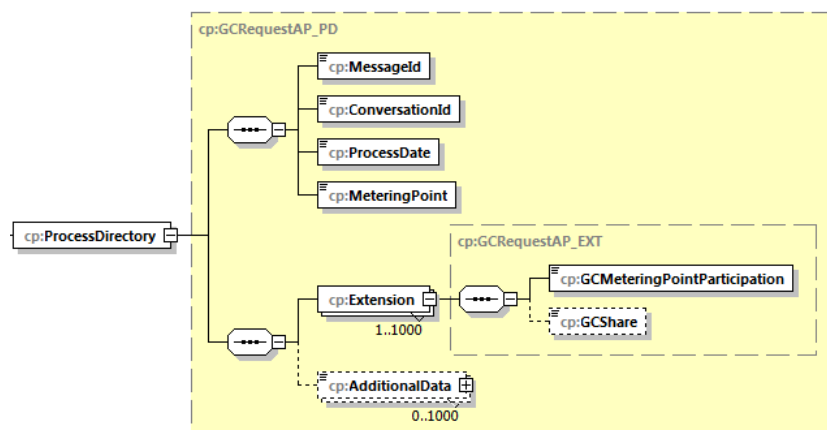 cp:GCRequestAP_PD
cp:MessageId
cp:ConversationId
cp:ProcessDate
cp:MeteringPoint
cp:ProcessDirectory
cp:GCRequestAP_EXT
cp:GCMeteringPointParticipation
cp:Extension
1..1000
cp:GCShare
cp:AdditionalData
0..1000